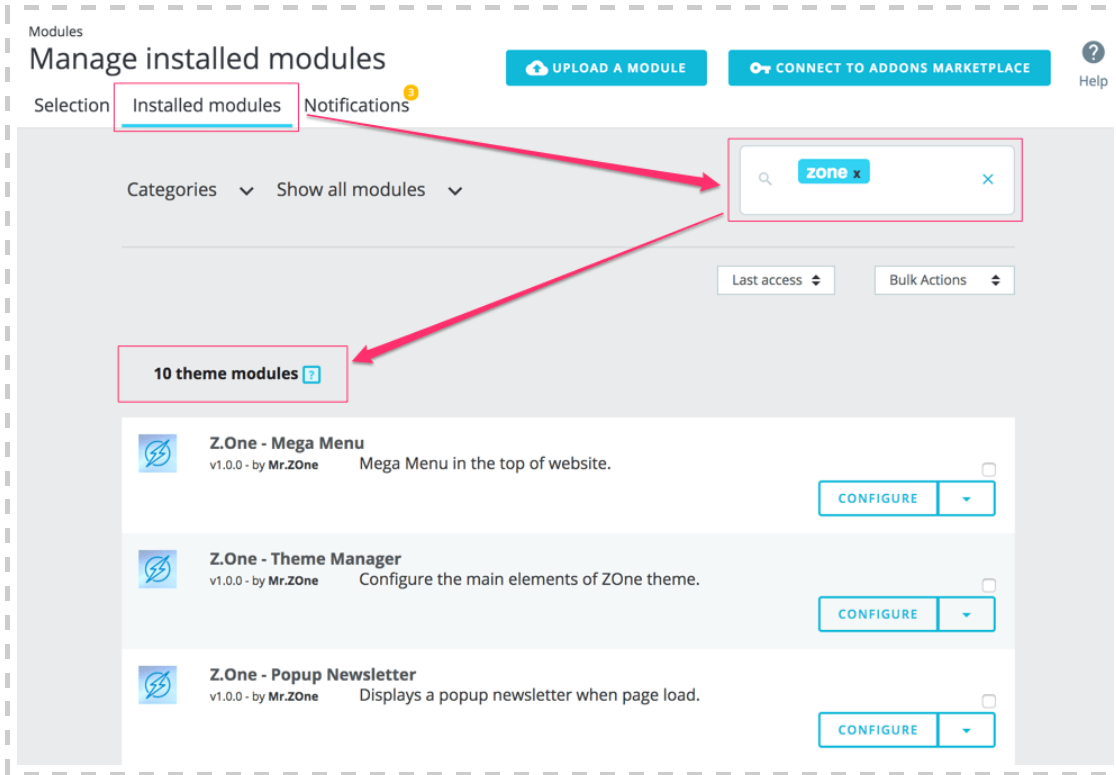 Modules
Manage installed modules
UPLOAD A MODULE
CONNECT TO ADDONS MARKETPLACE
?
Help
Selection
Installed modules
Notifications
3
Categories
Show all modules
zone x
×
Last access
Bulk Actions
10 theme modules ?
Z.One - Mega Menu
v1.0.0 - by Mr.ZOne
Mega Menu in the top of website.
CONFIGURE
Z.One - Theme Manager
v1.0.0 - by Mr.ZOne
Configure the main elements of ZOne theme.
CONFIGURE
Z.One - Popup Newsletter
v1.0.0 - by Mr.ZOne
Displays a popup newsletter when page load.
CONFIGURE